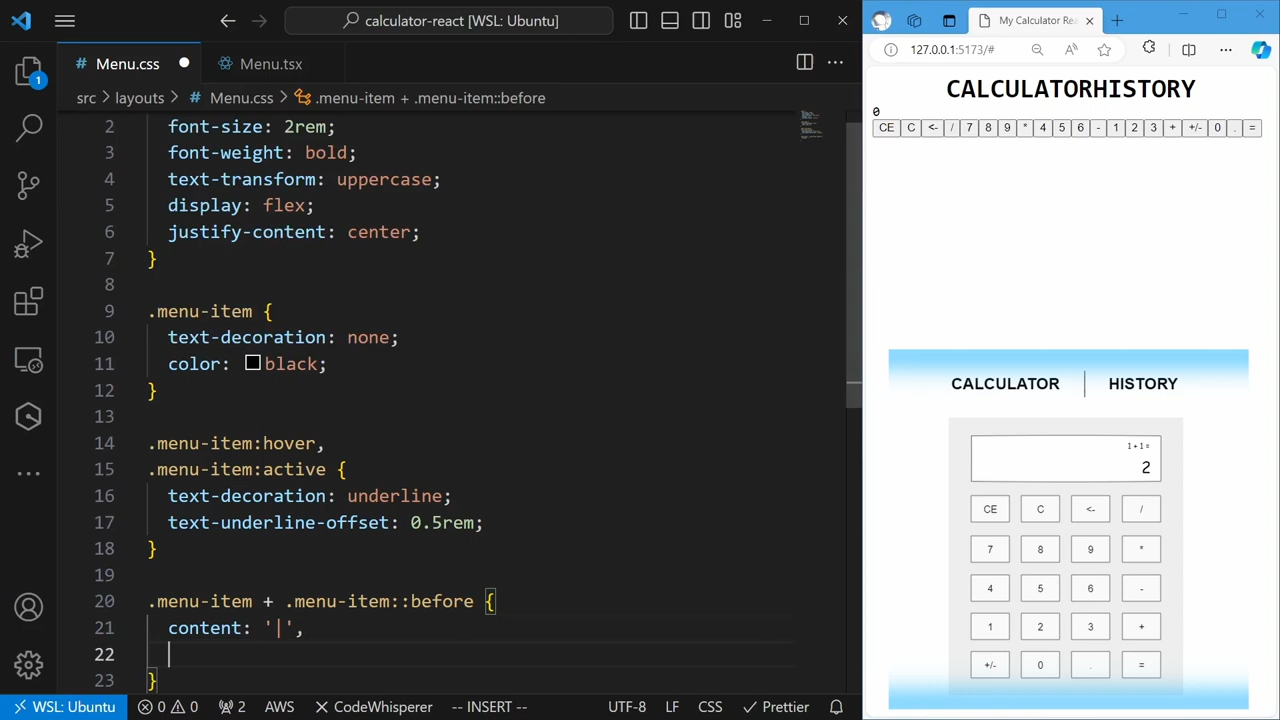 calculator-react [WSL: Ubuntu]
Menu.css
Menu.tsx
src > layouts > # Menu.css > .menu-item + .menu-item::before
2 font-size: 2rem;
3 font-weight: bold;
4 text-transform: uppercase;
5 display: flex;
6 justify-content: center;
7 }
8
9 .menu-item {
10 text-decoration: none;
11 color: black;
12 }
13
14 .menu-item:hover,
15 .menu-item:active {
16 text-decoration: underline;
17 text-underline-offset: 0.5rem;
18 }
19
20 .menu-item + .menu-item::before {
21 content: '|',
22
23 }
1
WSL: Ubuntu 0 0 2 AWS CodeWhisperer -- INSERT -- UTF-8 LF CSS Prettier
My Calculator Rea
127.0.0.1:5173/#
CALCULATORHISTORY
0
CE C <- / 7 8 9 * 4 5 6 - 1 2 3 + +/- 0 . =
CALCULATOR | HISTORY
1 + 1 =
2
CE C <- /
7 8 9 *
4 5 6 -
1 2 3 +
+/- 0 . =